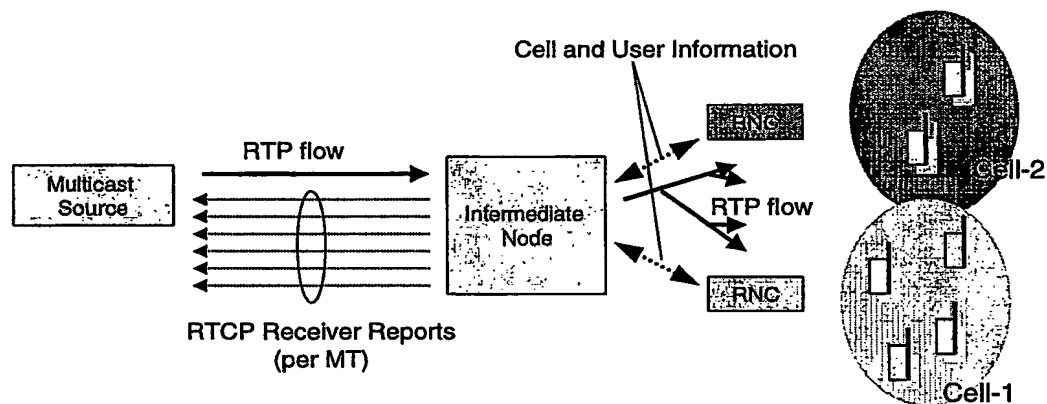 Cell and User Information
RNC
Cell-2
RTP flow
Multicast
Source
Intermediate
Node
RTP flow
RNC
RTCP Receiver Reports
(per MT)
Cell-1